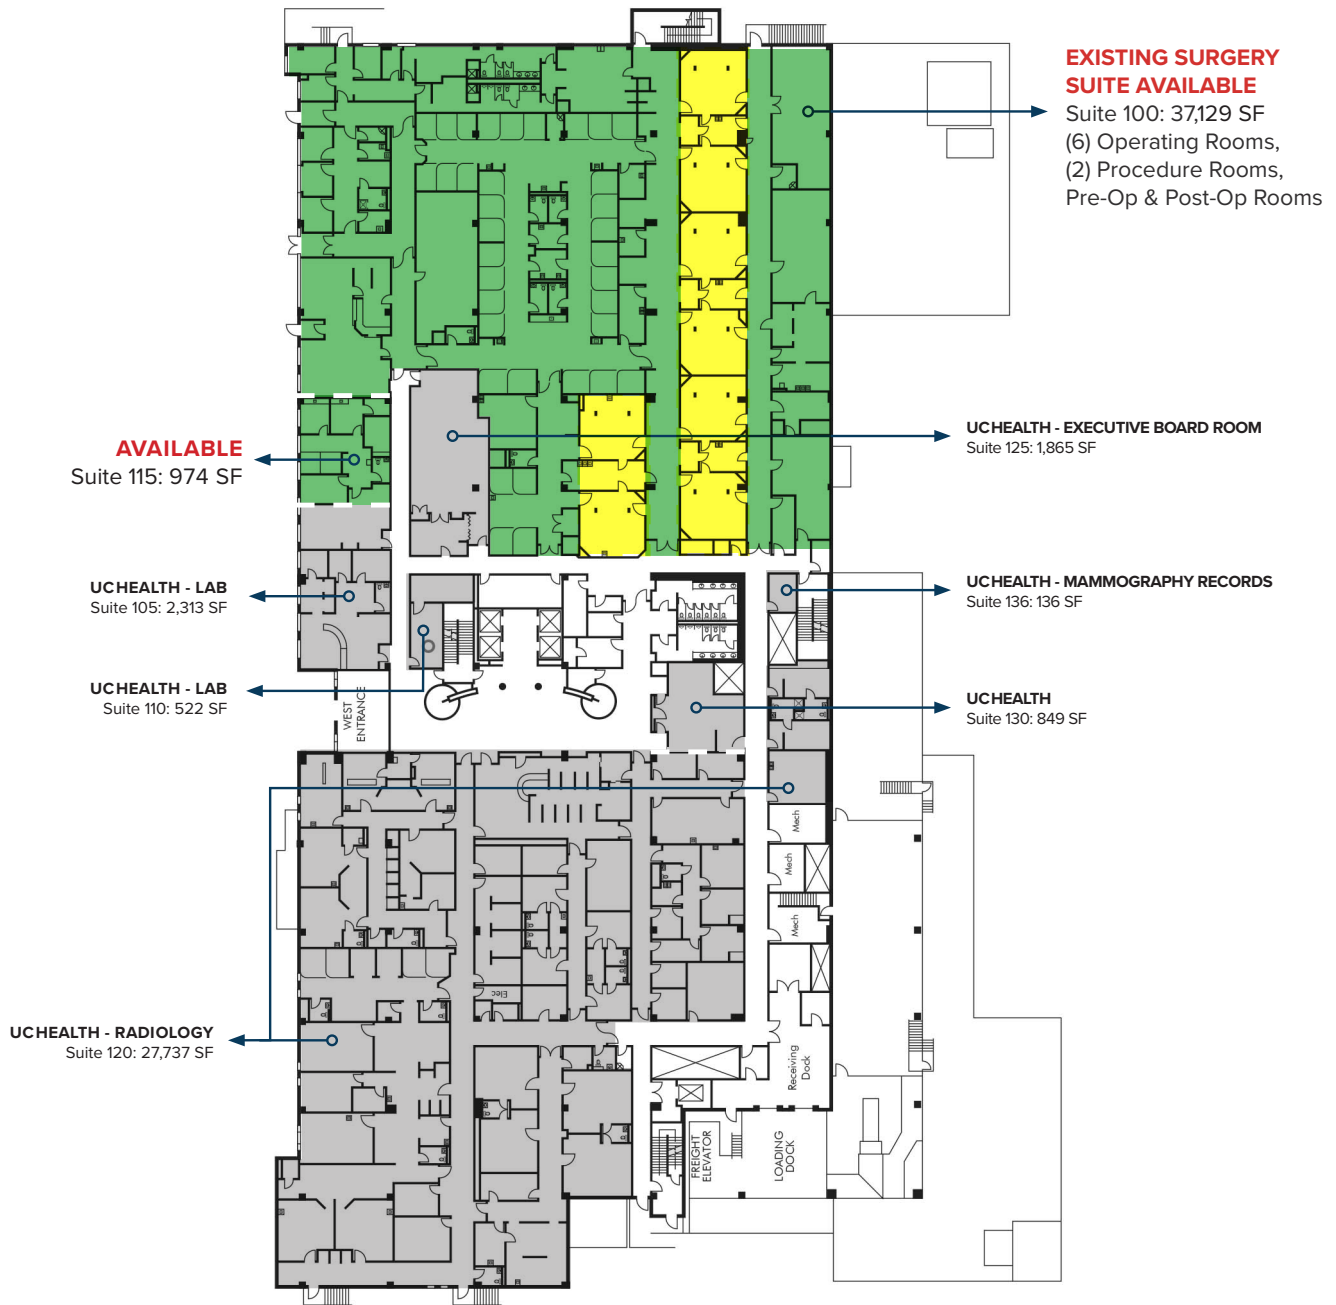 EXISTING SURGERY
SUITE AVAILABLE
Suite 100: 37,129 SF
(6) Operating Rooms,
(2) Procedure Rooms,
Pre-Op & Post-Op Rooms
UCHEALTH - EXECUTIVE BOARD ROOM
Suite 125: 1,865 SF
AVAILABLE
Suite 115: 974 SF
UCHEALTH - LAB
Suite 105: 2,313 SF
UCHEALTH - MAMMOGRAPHY RECORDS
Suite 136: 136 SF
UCHEALTH - LAB
Suite 110: 522 SF
WEST
ENTRANCE
UCHEALTH
Suite 130: 849 SF
Mech
Mech
Mech
Elec
UCHEALTH - RADIOLOGY
Suite 120: 27,737 SF
Receiving
Dock
FREIGHT
ELEVATOR
LOADING
DOCK